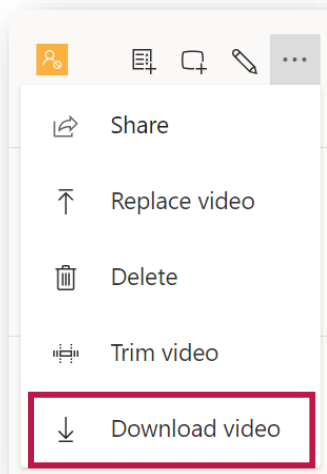 Share
Replace video
Delete
Trim video
Download video